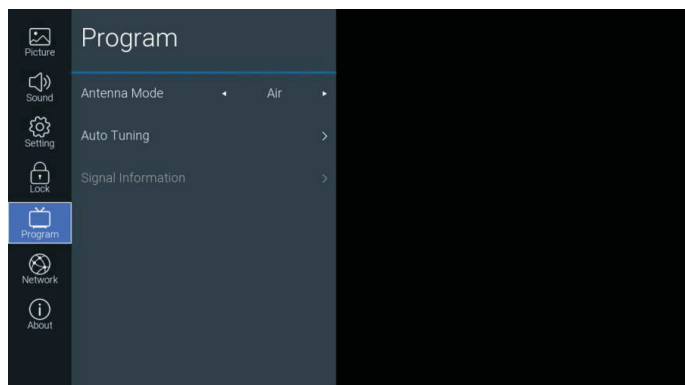 Picture
Sound
Setting
Lock
Program
Network
About
Program
Antenna Mode Air
Auto Tuning
Signal Information